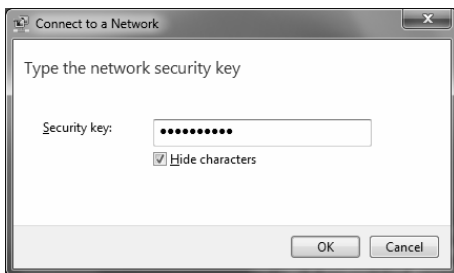 Connect to a Network
Type the network security key
Security key: ●●●●●●●●●●
Hide characters
OK Cancel